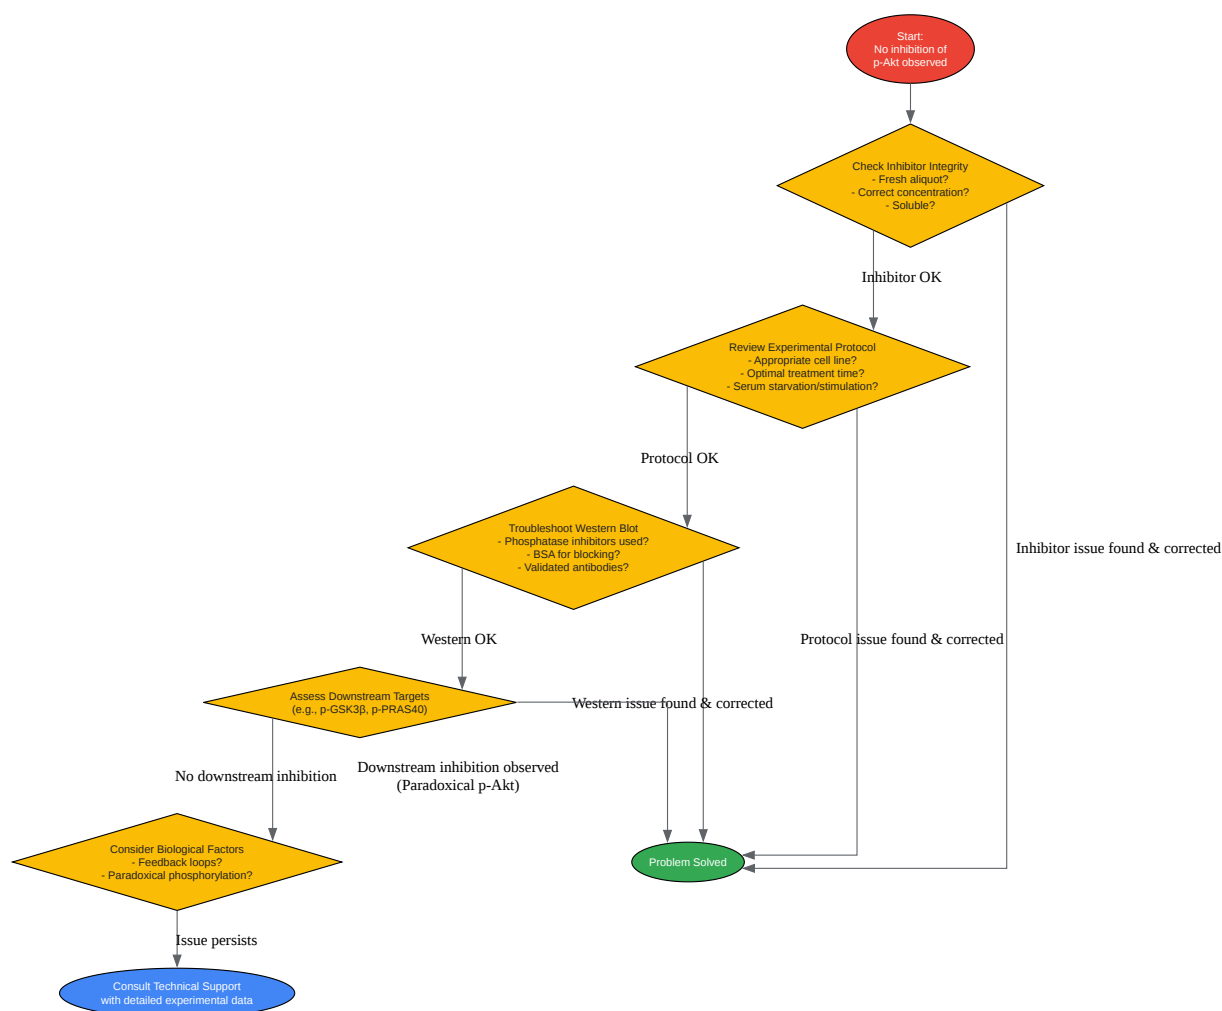 Start:
No inhibition of
p-Akt observed
Check Inhibitor Integrity
- Fresh aliquot?
- Correct concentration?
- Soluble?
Inhibitor OK
Review Experimental Protocol
- Appropriate cell line?
- Optimal treatment time?
- Serum starvation/stimulation?
Protocol OK
Troubleshoot Western Blot
- Phosphatase inhibitors used?
- BSA for blocking?
- Validated antibodies?
Inhibitor issue found & corrected
Western OK
Protocol issue found & corrected
Assess Downstream Targets
(e.g., p-GSK3β, p-PRAS40)
Western issue found & corrected
No downstream inhibition
Downstream inhibition observed
(Paradoxical p-Akt)
Consider Biological Factors
- Feedback loops?
- Paradoxical phosphorylation?
Problem Solved
Issue persists
Consult Technical Support
with detailed experimental data